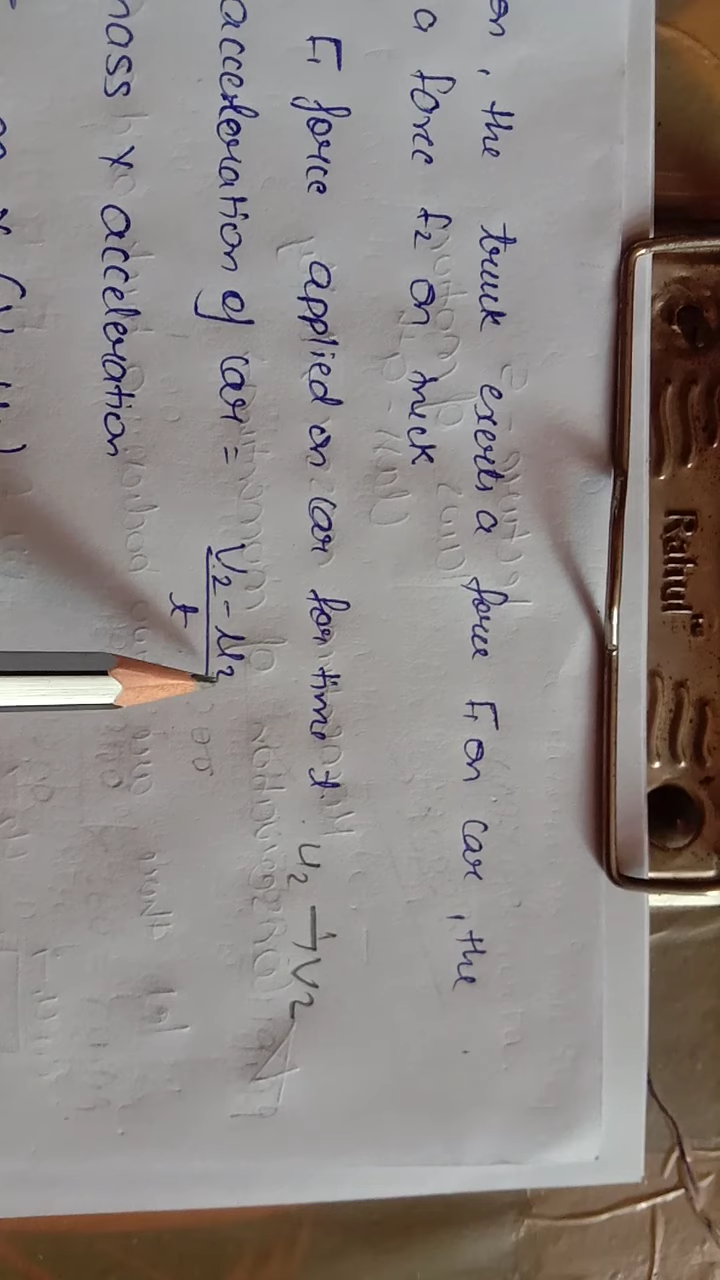 on, the truck exerts a force F1 on car, the
a force f2 on truck
F1 force applied on car for time t. u2 → v2
acceleration of car = V2 - u2 / t
mass x acceleration
Rahul™